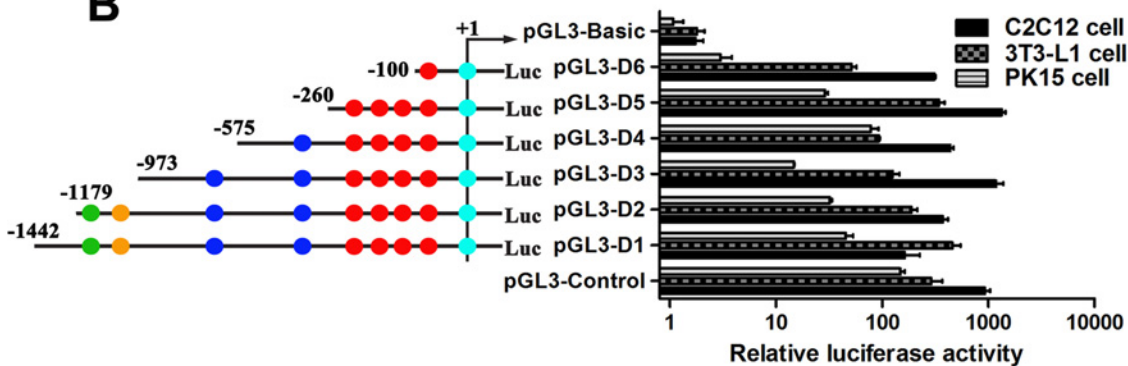 B
+1
pGL3-Basic
-100
Luc
pGL3-D6
-260
Luc
pGL3-D5
-575
Luc
pGL3-D4
-973
Luc
pGL3-D3
-1179
Luc
pGL3-D2
-1442
Luc
pGL3-D1
pGL3-Control
C2C12 cell
3T3-L1 cell
PK15 cell
1 10 100 1000 10000
Relative luciferase activity